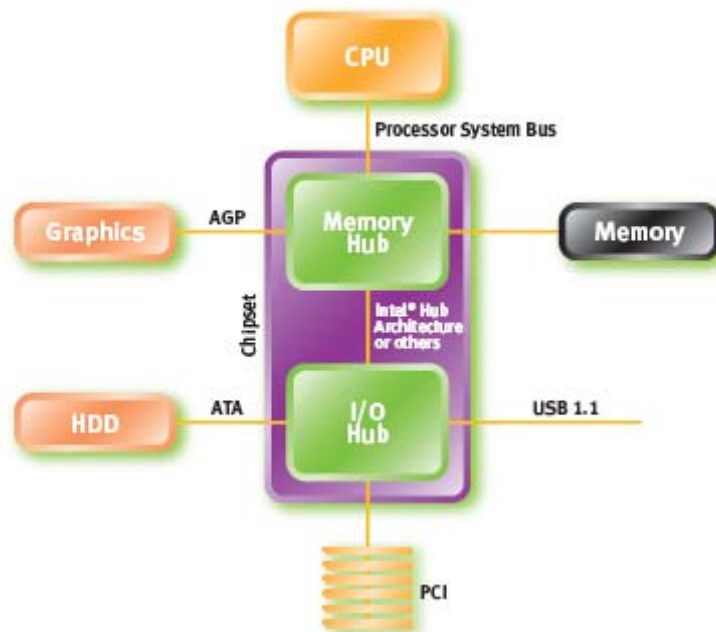 CPU
Processor System Bus
Graphics
AGP
Memory
Hub
Memory
Chipset
Intel® Hub
Architecture
or others
HDD
ATA
I/O
Hub
USB 1.1
PCI